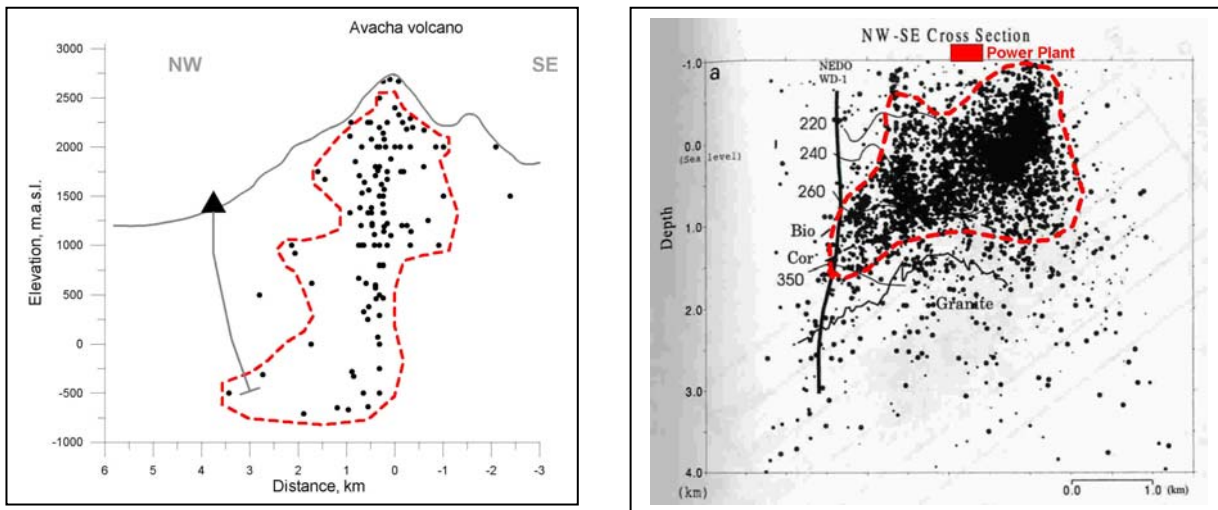 Avacha volcano
NW
SE
3000
2500
2000
1500
1000
500
0
-500
-1000
Elevation, m.a.s.l.
6 5 4 3 2 1 0 -1 -2 -3
Distance, km
NW-SE Cross Section
Power Plant
a
NEDO
WD-1
-1.0
0.0
(Sea level)
1.0
2.0
3.0
4.0
(km)
Depth
220
240
260
Bio
Cor
350
Granite
0.0 1.0 (km)